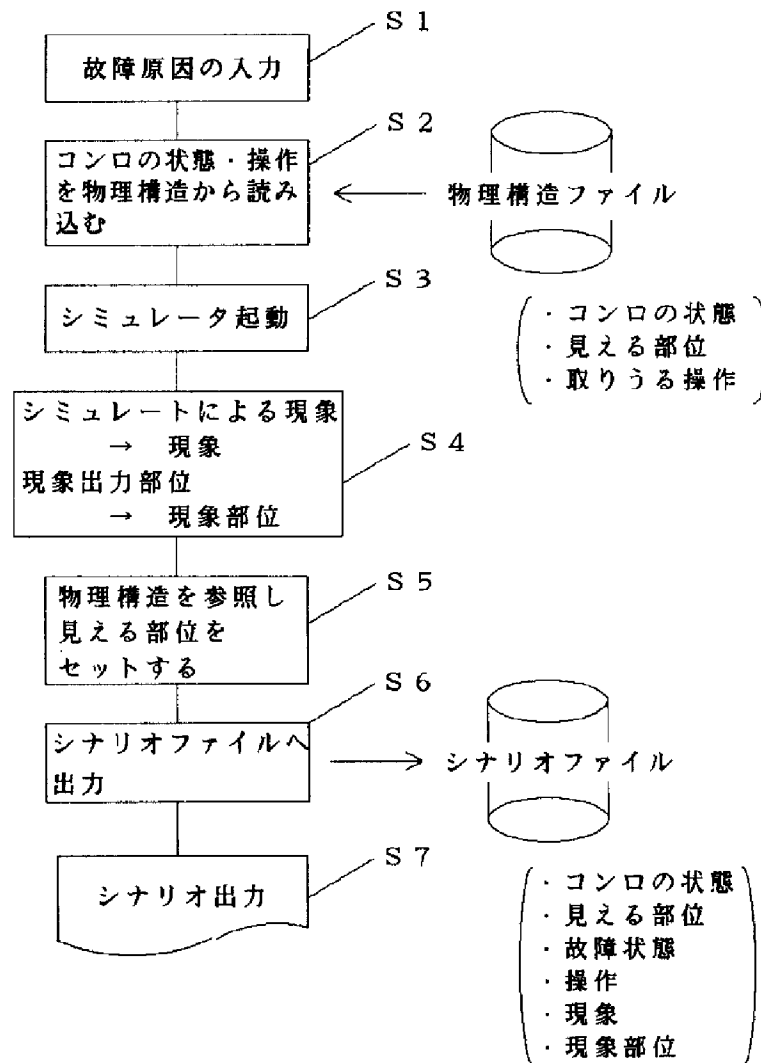 S1
故障原因の入力
S2
コンロの状態・操作
を物理構造から読み
込む
物理構造ファイル
・コンロの状態
・見える部位
・取りうる操作
S3
シミュレータ起動
S4
シミュレートによる現象
→ 現象
現象出力部位
→ 現象部位
S5
物理構造を参照し
見える部位を
セットする
S6
シナリオファイルへ
出力
シナリオファイル
・コンロの状態
・見える部位
・故障状態
・操作
・現象
・現象部位
S7
シナリオ出力